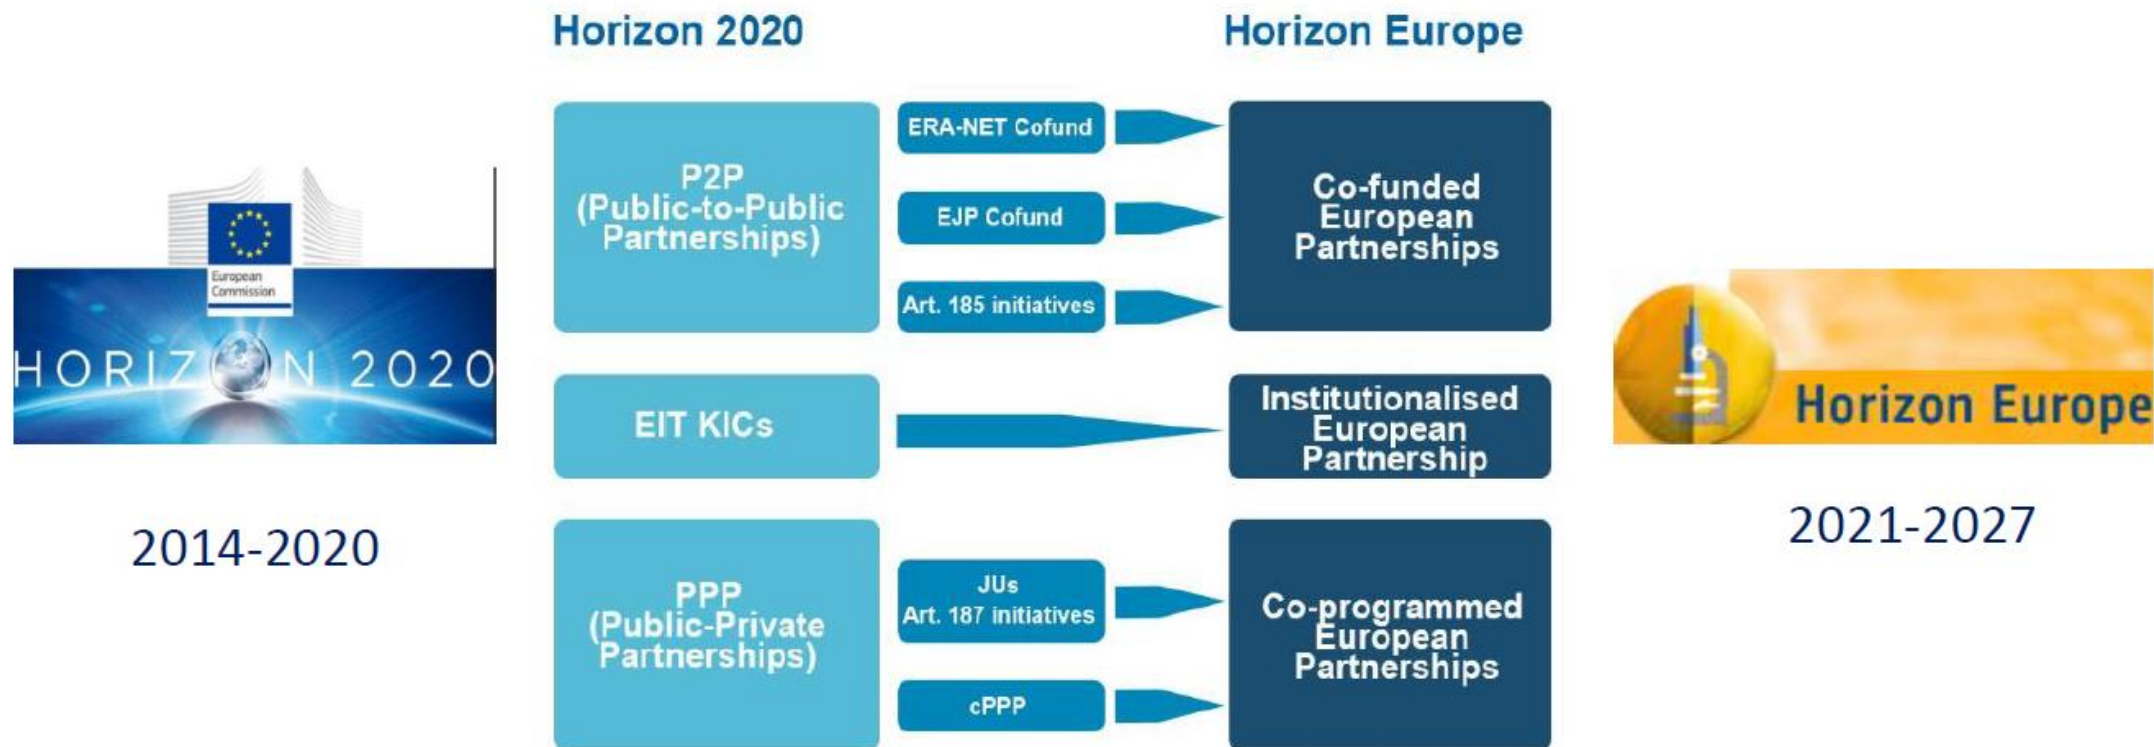 Horizon 2020
Horizon Europe
European
Commission
HORIZON 2020
2014-2020
P2P
(Public-to-Public
Partnerships)
ERA-NET Cofund
EJP Cofund
Art. 185 initiatives
Co-funded
European
Partnerships
EIT KICs
Institutionalised
European
Partnership
PPP
(Public-Private
Partnerships)
JUs
Art. 187 initiatives
cPPP
Co-programmed
European
Partnerships
Horizon Europe
2021-2027